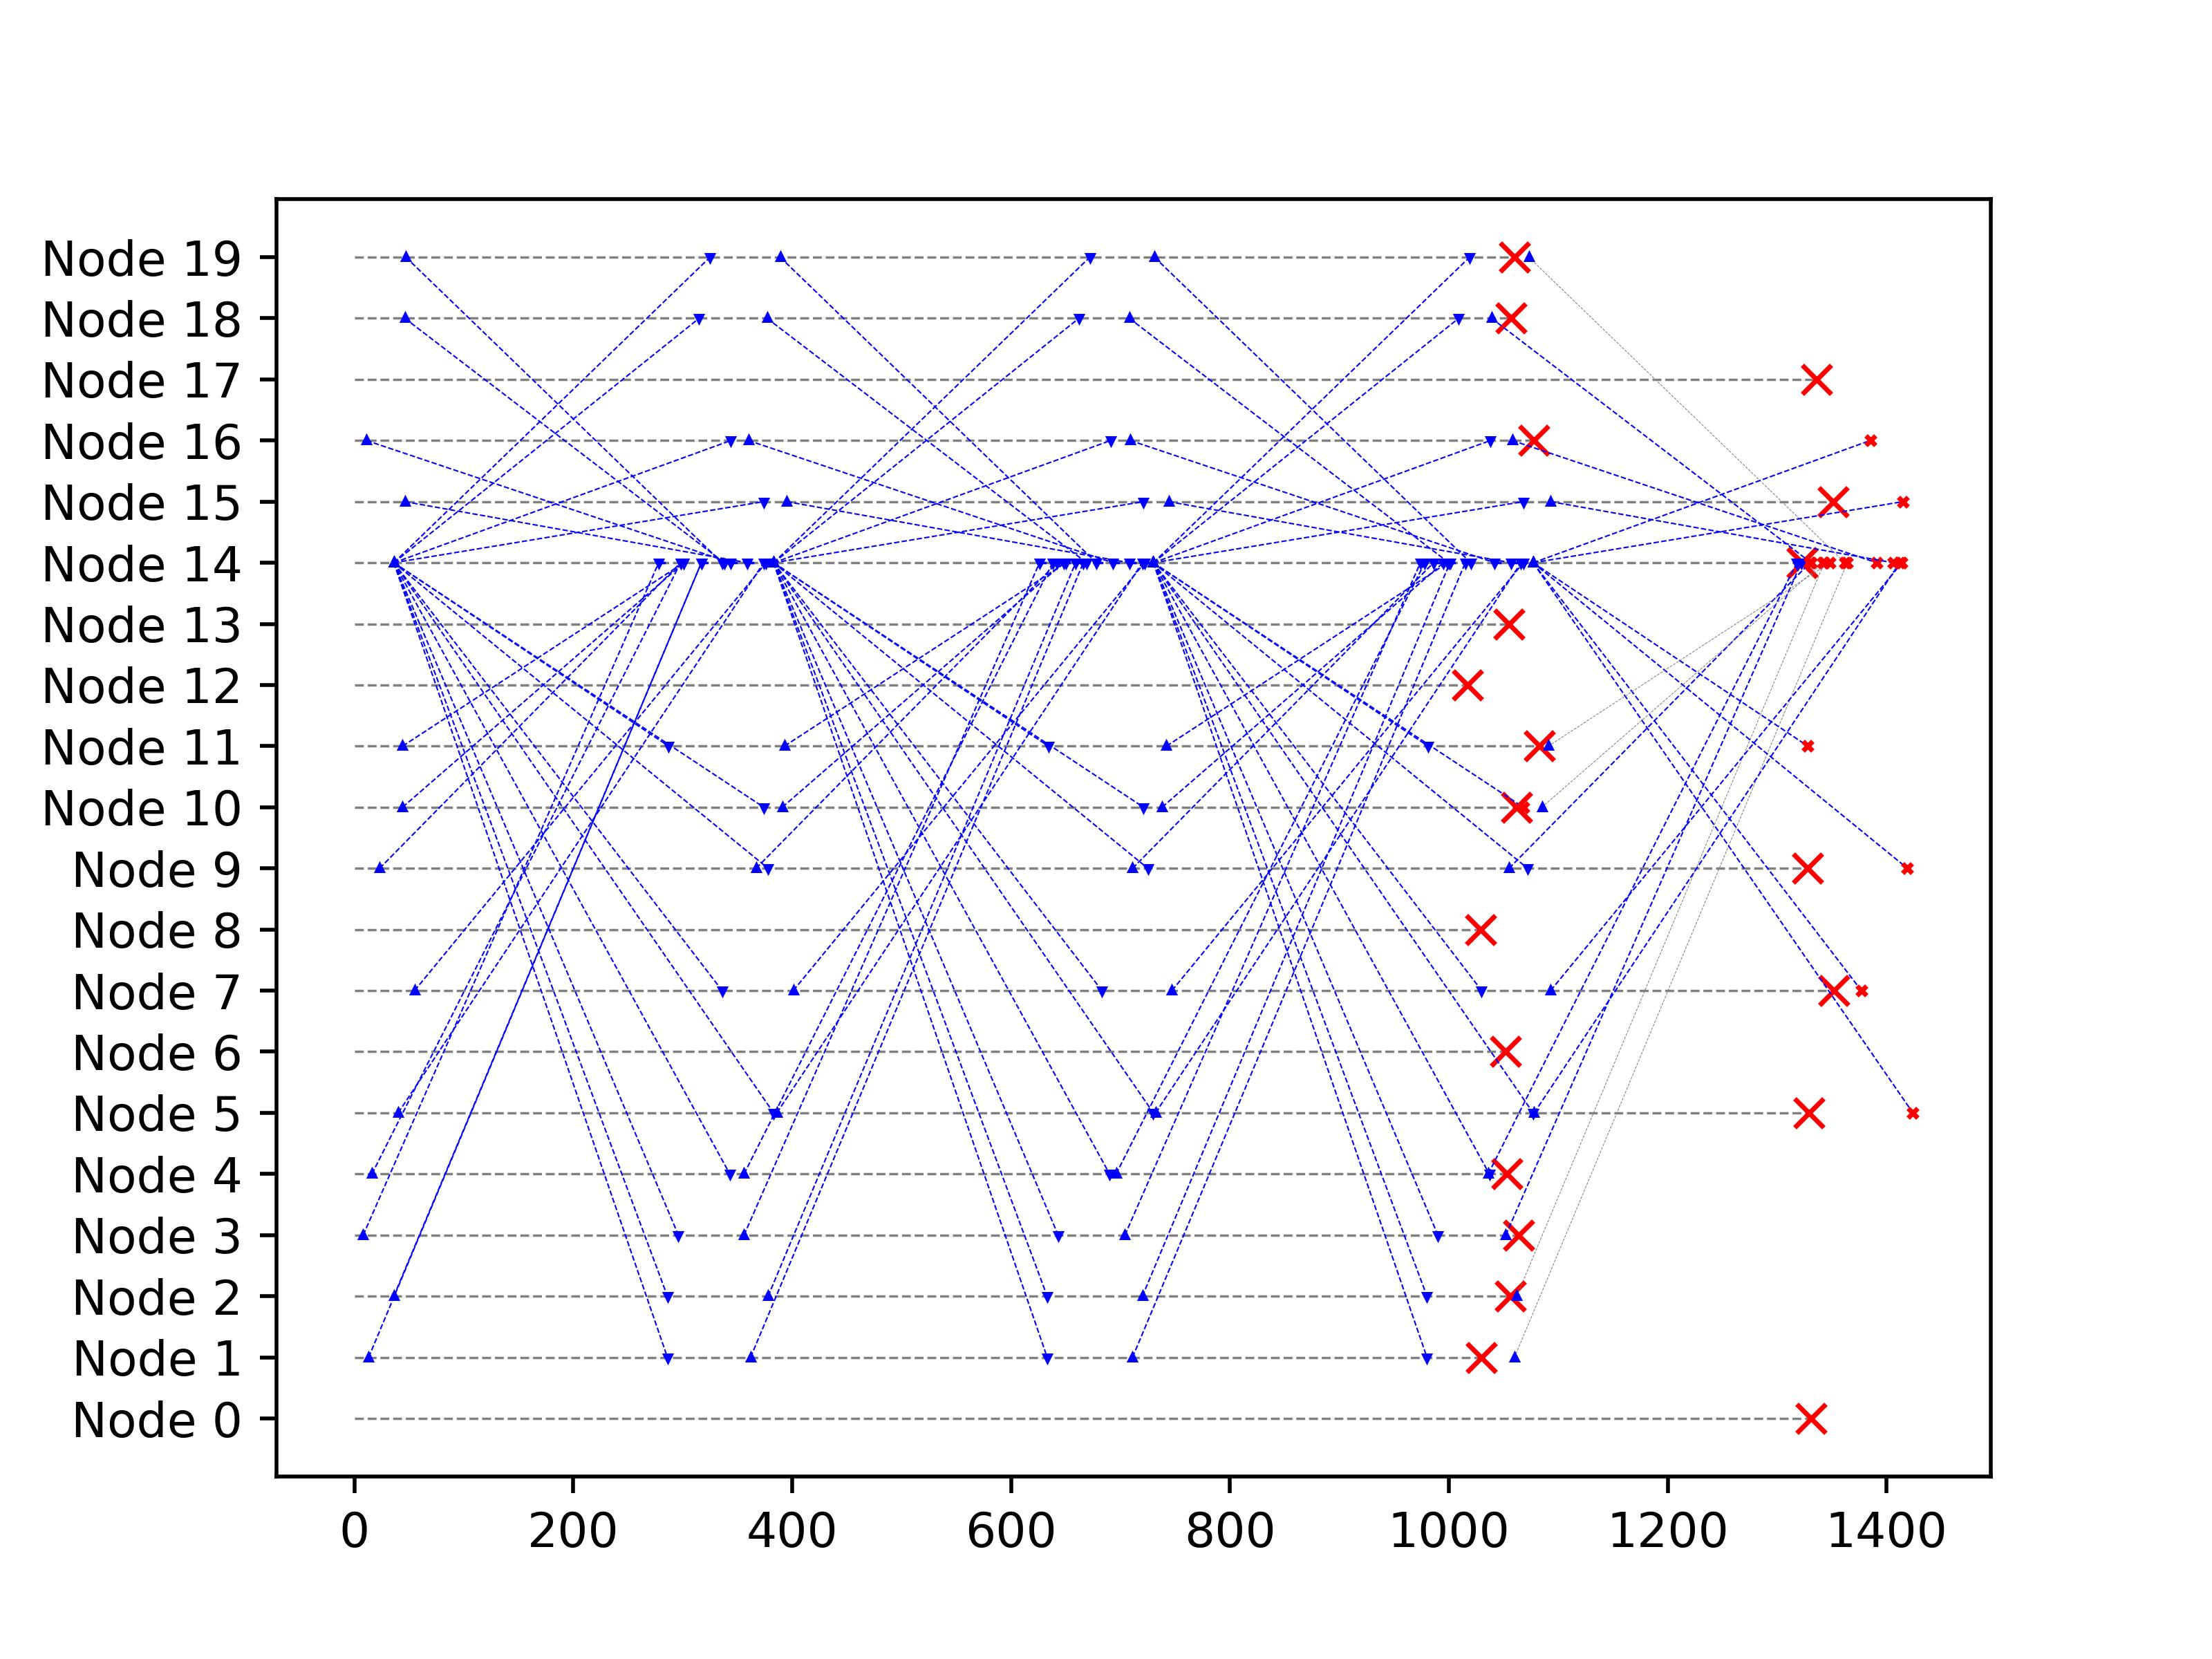 Node 19
Node 18
Node 17
Node 16
Node 15
Node 14
Node 13
Node 12
Node 11
Node 10
Node 9
Node 8
Node 7
Node 6
Node 5
Node 4
Node 3
Node 2
Node 1
Node 0
0 200 400 600 800 1000 1200 1400